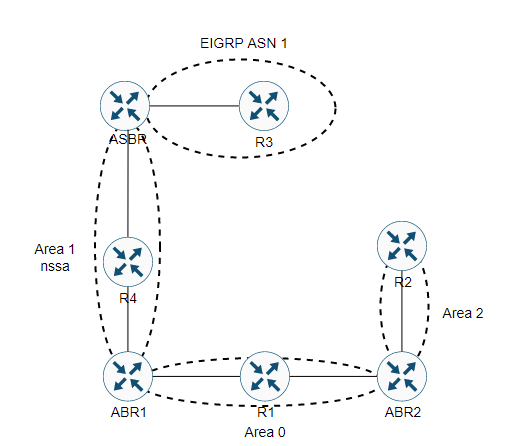 EIGRP ASN 1
ASBR
R3
Area 1
nssa
R4
R2
Area 2
ABR1
R1
ABR2
Area 0